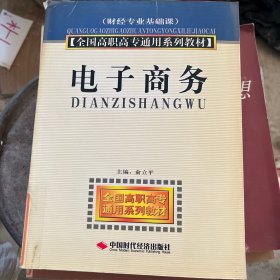 (财经专业基础课)
QUANGUOGAOZHIGAOZHUANTONGYONGXILIEJIAOCAI
【全国高职高专通用系列教材】
电子商务
DIANZISHANGWU
主编:俞立平
全国高职高专
通用系列教材
中国时代经济出版社
想